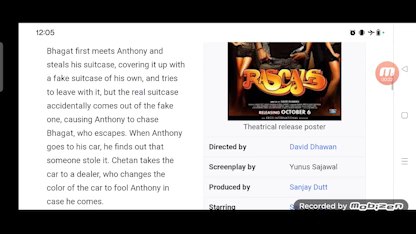 12:05
Bhagat first meets Anthony and
steals his suitcase, covering it up with
a fake suitcase of his own, and tries
to leave with it, but the real suitcase
accidentally comes out of the fake
one, causing Anthony to chase
Bhagat, who escapes. When Anthony
goes to his car, he finds out that
someone stole it. Chetan takes the
car to a dealer, who changes the
color of the car to fool Anthony in
case he comes.
RASCALS
RELEASING OCTOBER 6
Theatrical release poster
Directed by David Dhawan
Screenplay by Yunus Sajawal
Produced by Sanjay Dutt
Starring
Recorded by MOBIZEN